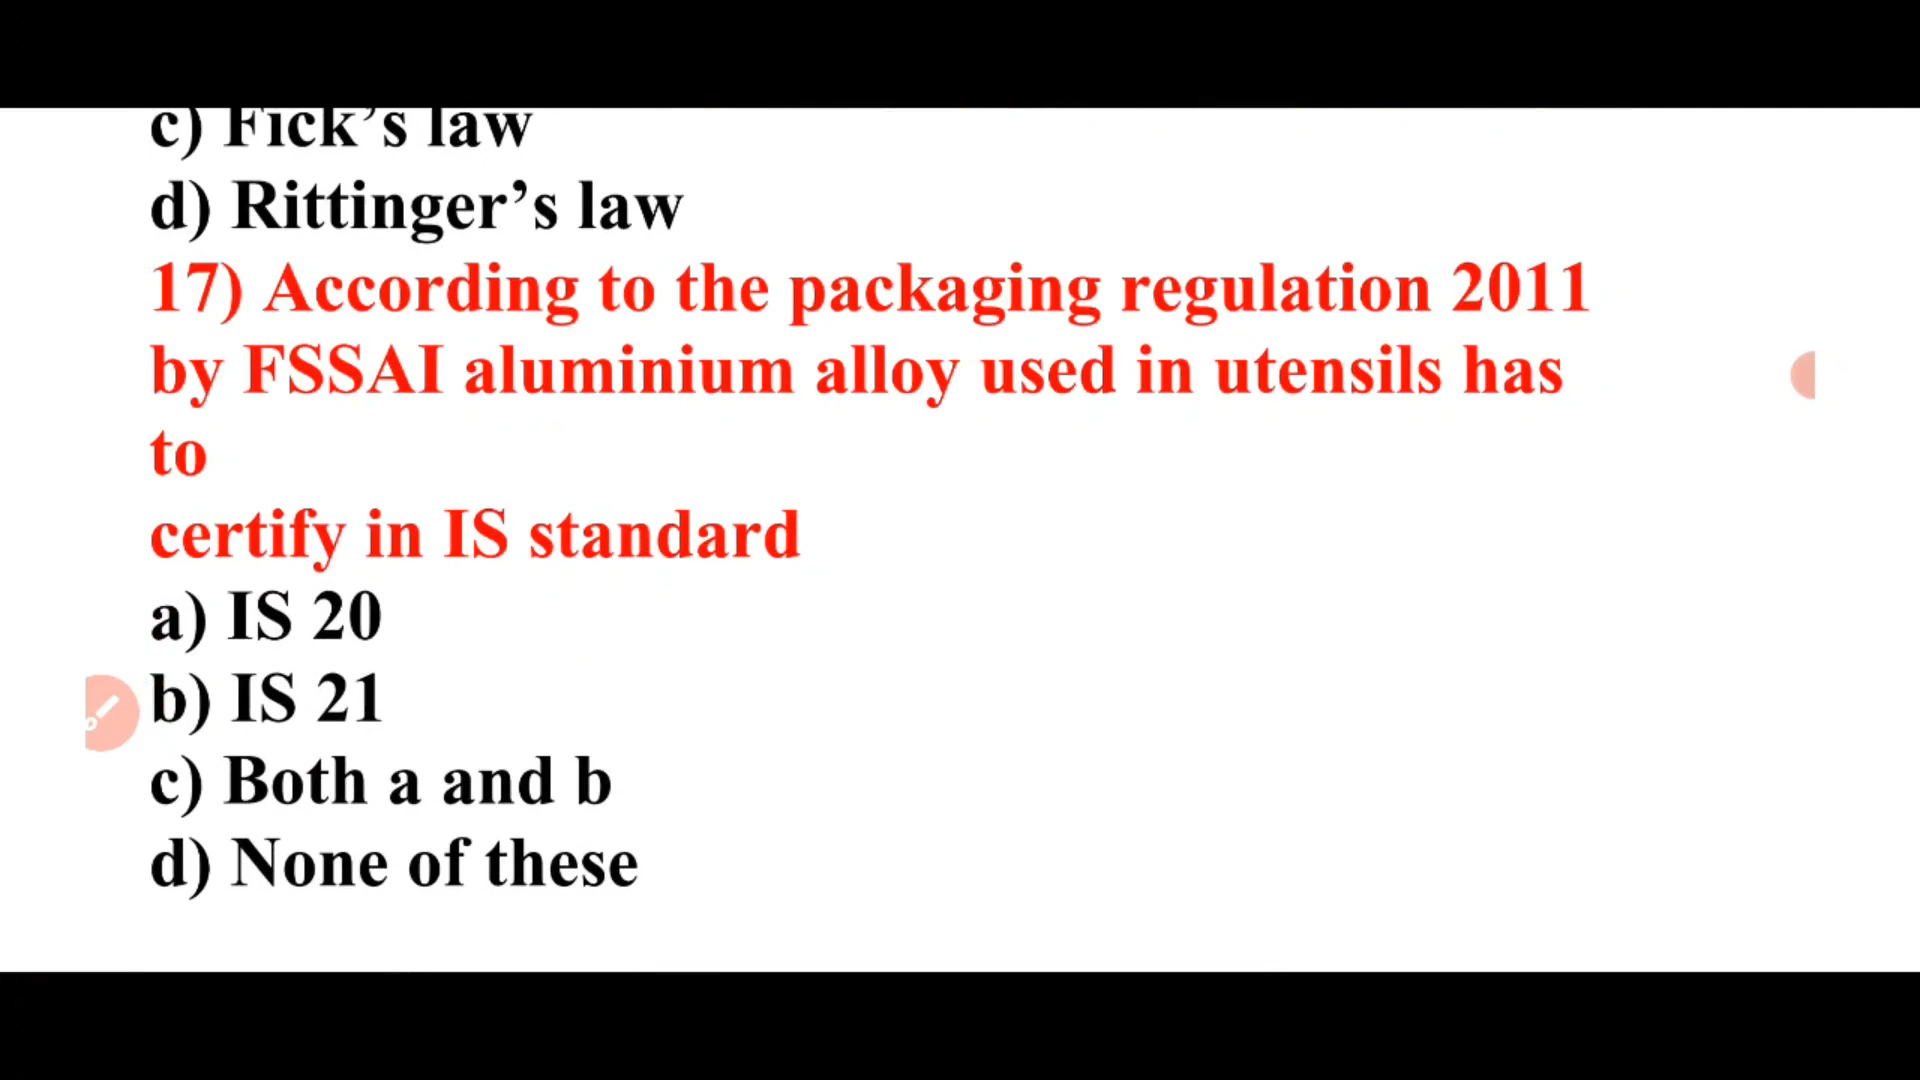 c) Fick’s law
d) Rittinger’s law
17) According to the packaging regulation 2011
by FSSAI aluminium alloy used in utensils has
to
certify in IS standard
a) IS 20
b) IS 21
c) Both a and b
d) None of these